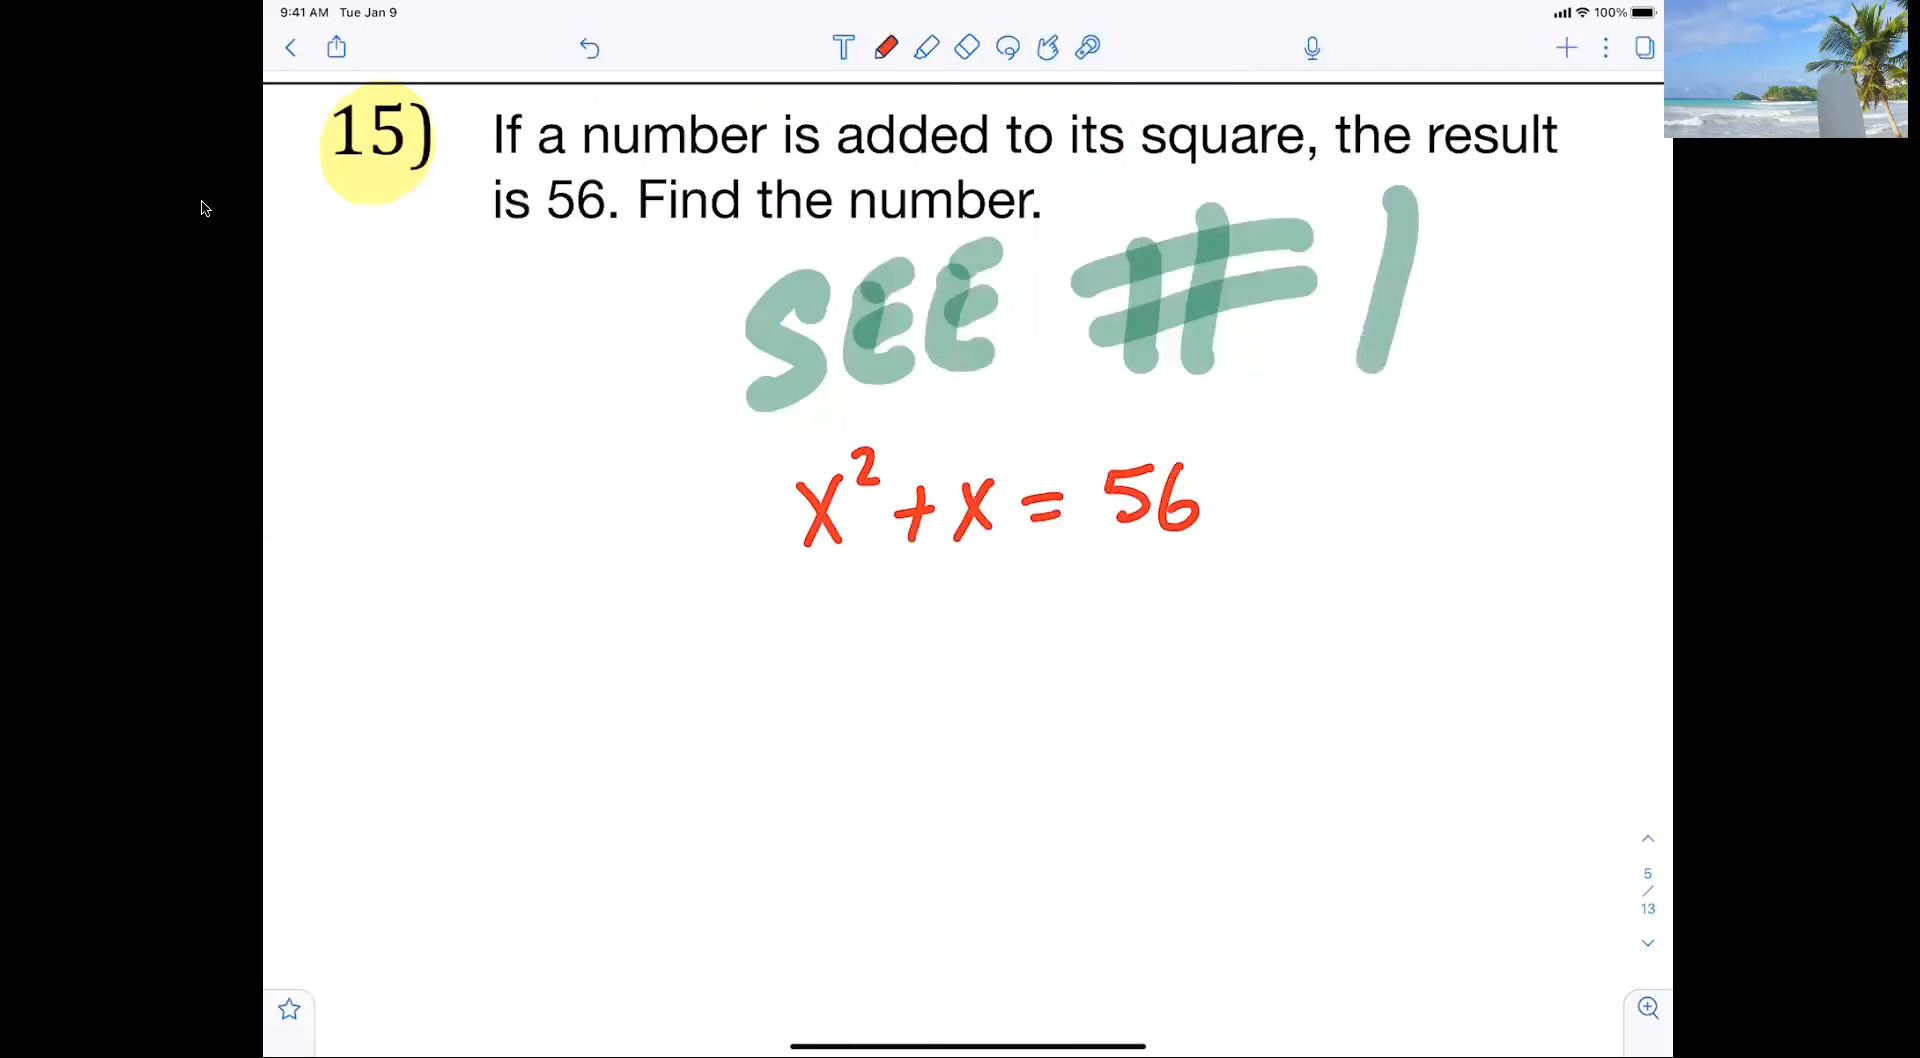 9:41 AM Tue Jan 9
100%
T
15) If a number is added to its square, the result
is 56. Find the number.
SEE # 1
x² + x = 56
5
/
13